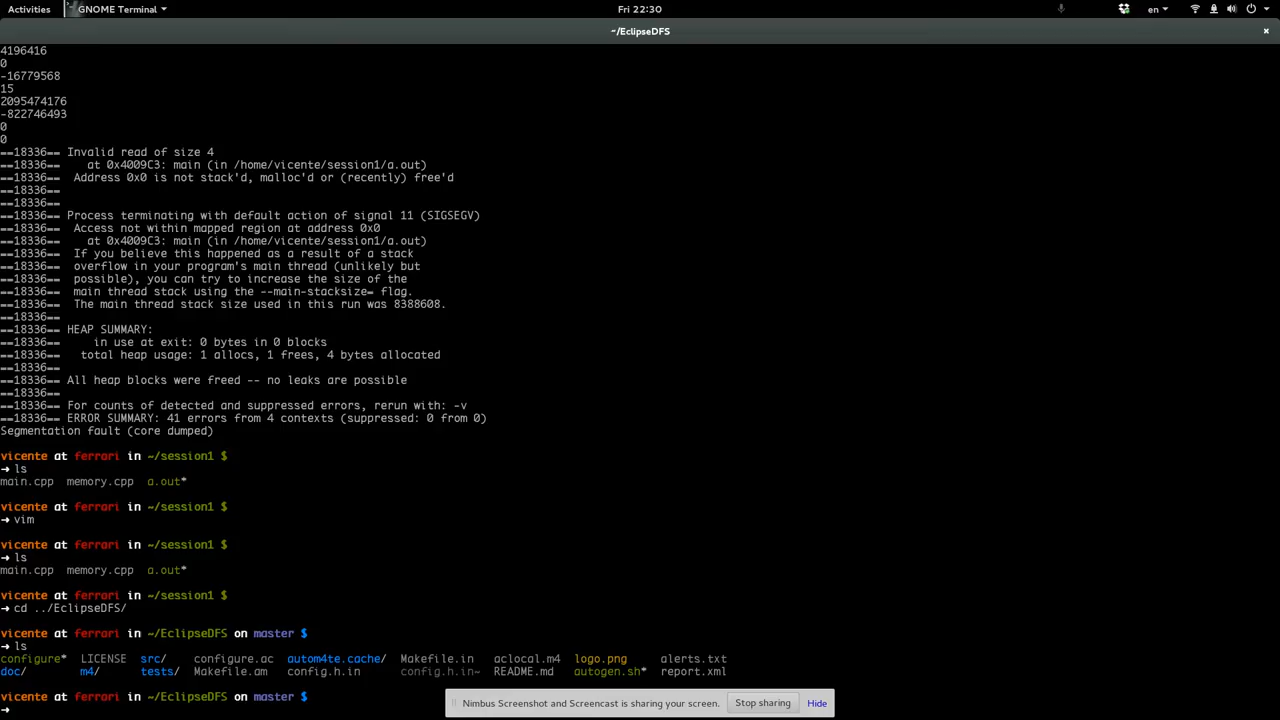 Activities GNOME Terminal Fri 22:30 en
~/EclipseDFS ×
4196416
0
-16779568
15
2095474176
-822746493
0
0
==18336== Invalid read of size 4
==18336==    at 0x4009C3: main (in /home/vicente/session1/a.out)
==18336==  Address 0x0 is not stack'd, malloc'd or (recently) free'd
==18336==
==18336==
==18336== Process terminating with default action of signal 11 (SIGSEGV)
==18336==  Access not within mapped region at address 0x0
==18336==    at 0x4009C3: main (in /home/vicente/session1/a.out)
==18336==  If you believe this happened as a result of a stack
==18336==  overflow in your program's main thread (unlikely but
==18336==  possible), you can try to increase the size of the
==18336==  main thread stack using the --main-stacksize= flag.
==18336==  The main thread stack size used in this run was 8388608.
==18336==
==18336== HEAP SUMMARY:
==18336==     in use at exit: 0 bytes in 0 blocks
==18336==   total heap usage: 1 allocs, 1 frees, 4 bytes allocated
==18336==
==18336== All heap blocks were freed -- no leaks are possible
==18336==
==18336== For counts of detected and suppressed errors, rerun with: -v
==18336== ERROR SUMMARY: 41 errors from 4 contexts (suppressed: 0 from 0)
Segmentation fault (core dumped)
vicente at ferrari in ~/session1 $
➜ ls
main.cpp  memory.cpp  a.out*
vicente at ferrari in ~/session1 $
➜ vim
vicente at ferrari in ~/session1 $
➜ ls
main.cpp  memory.cpp  a.out*
vicente at ferrari in ~/session1 $
➜ cd ../EclipseDFS/
vicente at ferrari in ~/EclipseDFS on master $
➜ ls
configure*  LICENSE  src/    configure.ac  autom4te.cache/  Makefile.in   aclocal.m4  logo.png     alerts.txt
doc/        m4/      tests/  Makefile.am   config.h.in      config.h.in~  README.md   autogen.sh*  report.xml
vicente at ferrari in ~/EclipseDFS on master $
➜
Nimbus Screenshot and Screencast is sharing your screen. Stop sharing Hide